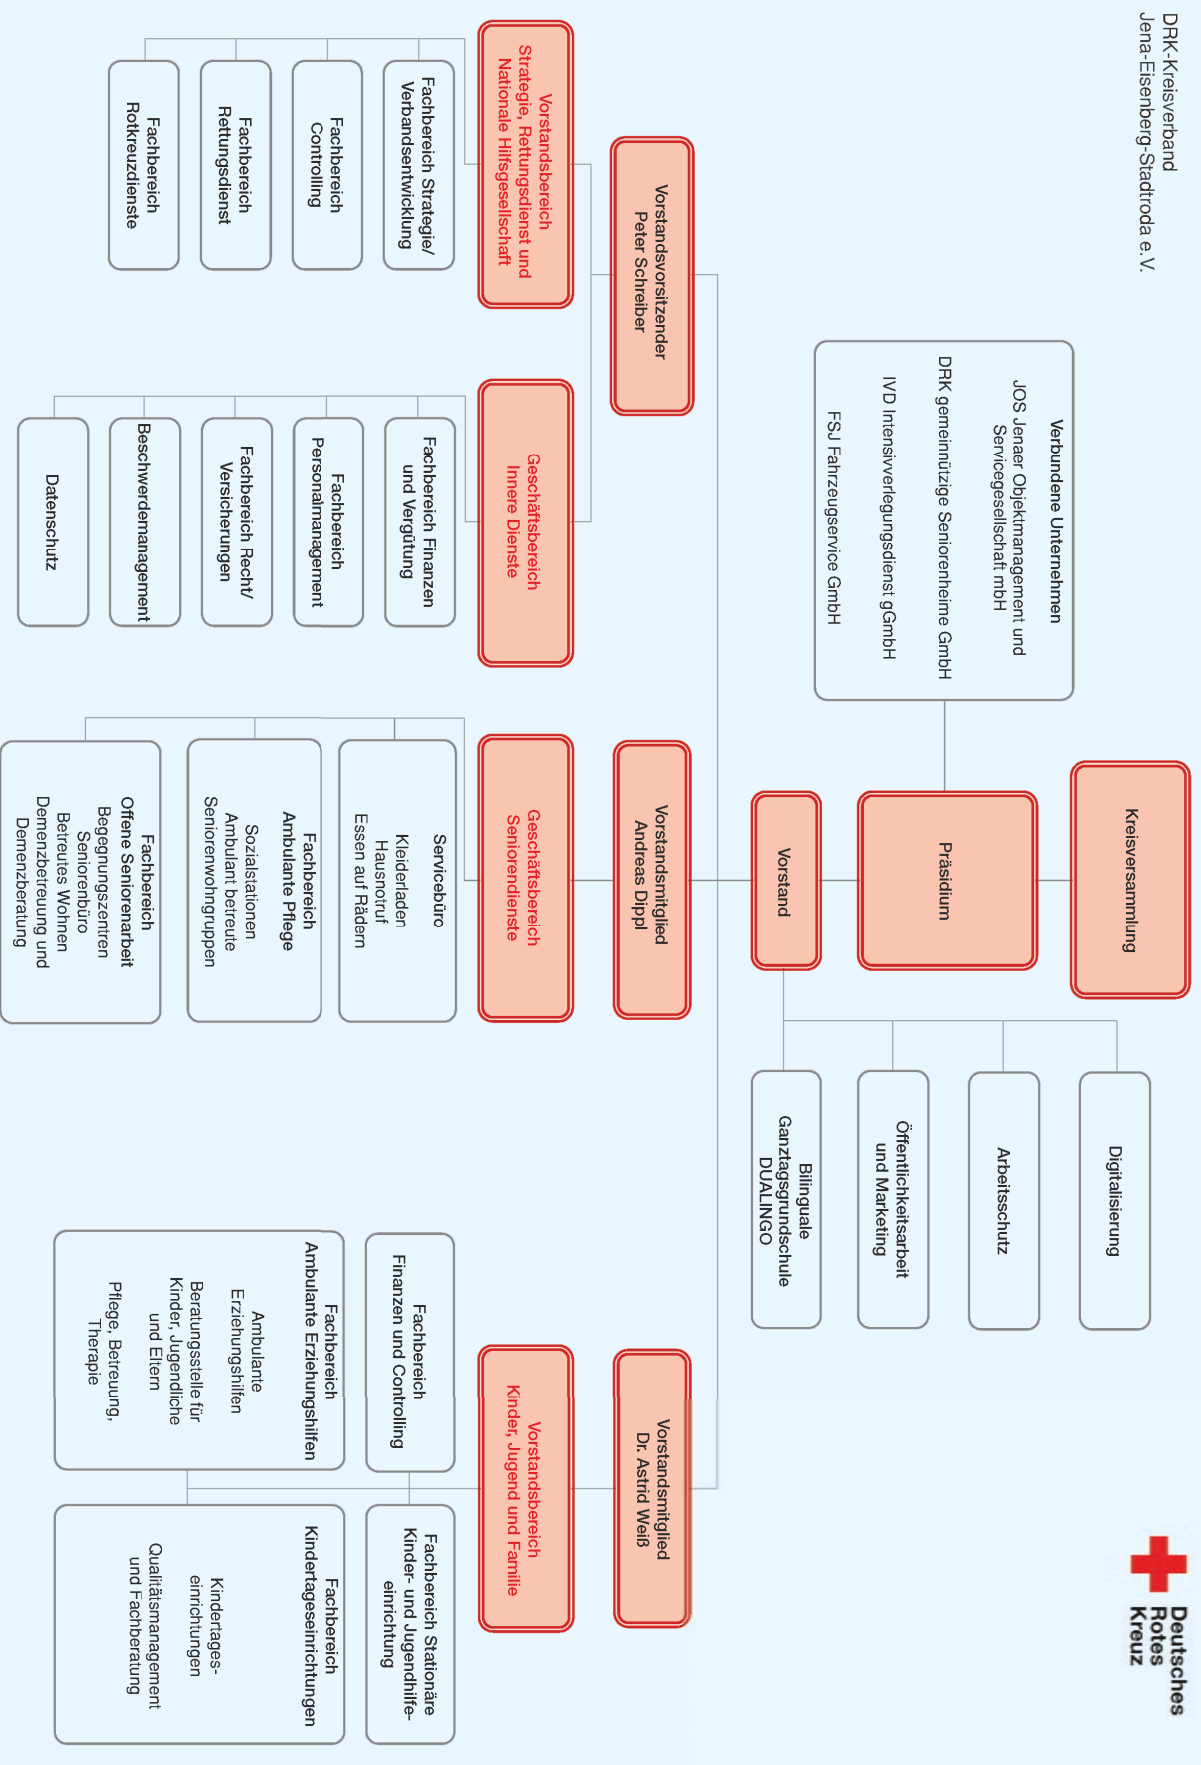 DRK-Kreisverband
Jena-Eisenberg-Stadtroda e.V.
Deutsches
Rotes
Kreuz
Kreisversammlung
Verbundene Unternehmen
JOS Jenaer Objektmanagement und
Servicegesellschaft mbH
DRK gemeinnützige Seniorenheime GmbH
IVD Intensivverlegungsdienst gGmbH
FSJ Fahrzeugservice GmbH
Präsidium
Vorstand
Digitalisierung
Arbeitsschutz
Öffentlichkeitsarbeit
und Marketing
Bilinguale
Ganztagsgrundschule
DUALINGO
Vorstandsvorsitzender
Peter Schreiber
Vorstandsmitglied
Andreas Dippl
Vorstandsmitglied
Dr. Astrid Weiß
Vorstandsbereich
Strategie, Rettungsdienst und
Nationale Hilfsgesellschaft
Geschäftsbereich
Innere Dienste
Geschäftsbereich
Seniorendienste
Vorstandsbereich
Kinder, Jugend und Familie
Fachbereich Strategie/
Verbandsentwicklung
Fachbereich
Controlling
Fachbereich
Rettungsdienst
Fachbereich
Rotkreuzdienste
Fachbereich Finanzen
und Vergütung
Fachbereich
Personalmanagement
Fachbereich Recht/
Versicherungen
Beschwerdemanagement
Datenschutz
Servicebüro
Kleiderladen
Hausnotruf
Essen auf Rädern
Fachbereich
Ambulante Pflege
Sozialstationen
Ambulant betreute
Seniorenwohngruppen
Fachbereich
Offene Seniorenarbeit
Begegnungszentren
Seniorenbüro
Betreutes Wohnen
Demenzbetreuung und
Demenzberatung
Fachbereich
Finanzen und Controlling
Fachbereich Stationäre
Kinder- und Jugendhilfe-
einrichtung
Fachbereich
Ambulante Erziehungshilfen
Ambulante
Erziehungshilfen
Beratungsstelle für
Kinder, Jugendliche
und Eltern
Pflege, Betreuung,
Therapie
Fachbereich
Kindertageseinrichtungen
Kindertages-
einrichtungen
Qualitätsmanagement
und Fachberatung